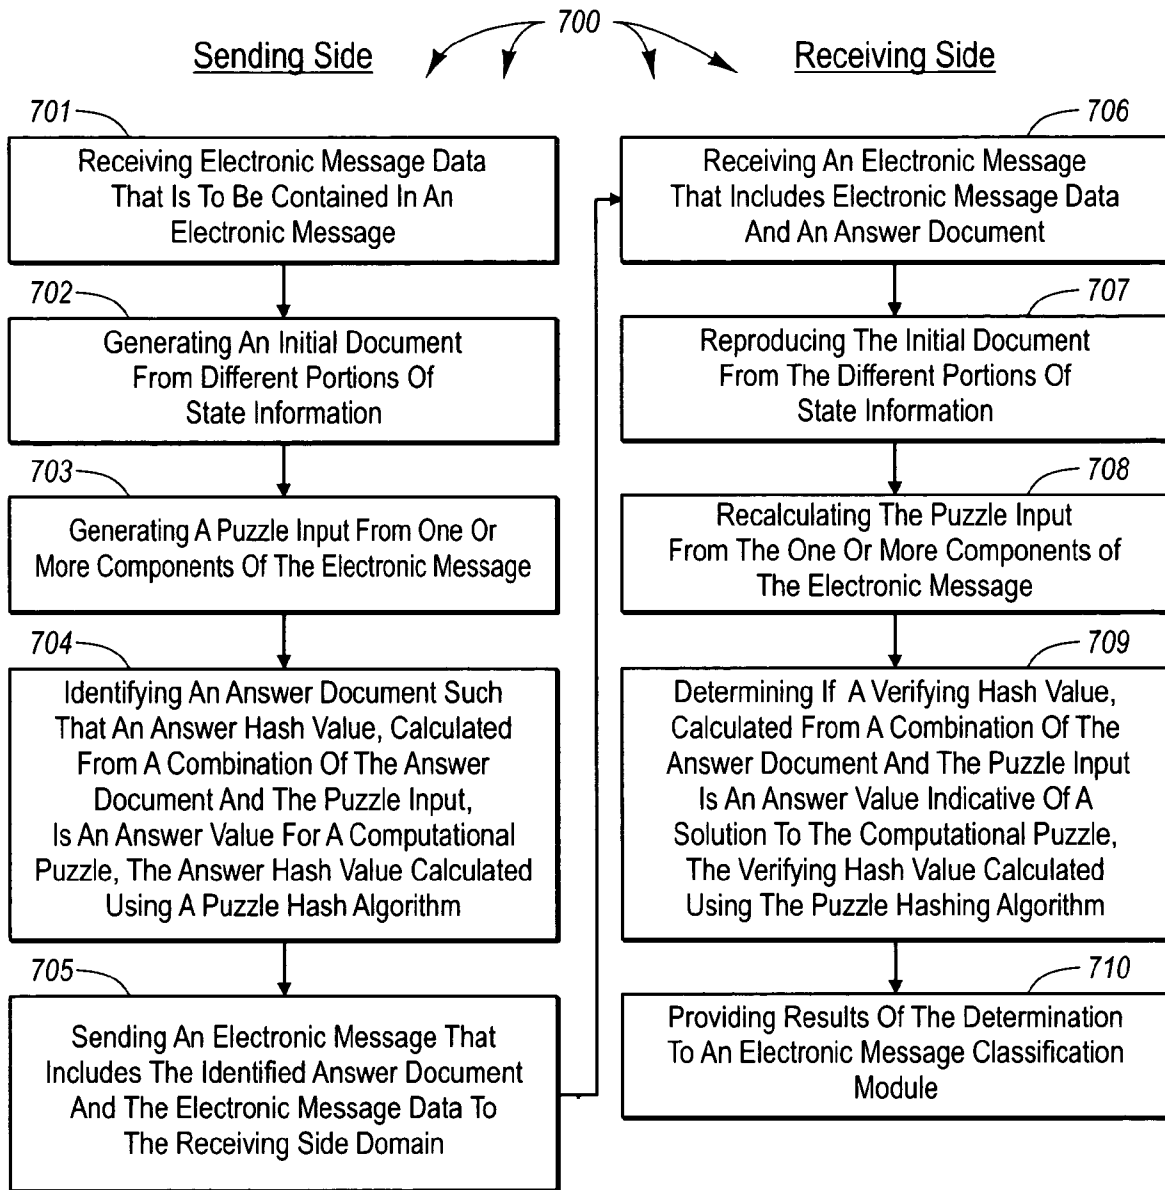 700
Sending Side
Receiving Side
701
Receiving Electronic Message Data
That Is To Be Contained In An
Electronic Message
702
Generating An Initial Document
From Different Portions Of
State Information
703
Generating A Puzzle Input From One Or
More Components Of The Electronic Message
704
Identifying An Answer Document Such
That An Answer Hash Value, Calculated
From A Combination Of The Answer
Document And The Puzzle Input,
Is An Answer Value For A Computational
Puzzle, The Answer Hash Value Calculated
Using A Puzzle Hash Algorithm
705
Sending An Electronic Message That
Includes The Identified Answer Document
And The Electronic Message Data To
The Receiving Side Domain
706
Receiving An Electronic Message
That Includes Electronic Message Data
And An Answer Document
707
Reproducing The Initial Document
From The Different Portions Of
State Information
708
Recalculating The Puzzle Input
From The One Or More Components of
The Electronic Message
709
Determining If A Verifying Hash Value,
Calculated From A Combination Of The
Answer Document And The Puzzle Input
Is An Answer Value Indicative Of A
Solution To The Computational Puzzle,
The Verifying Hash Value Calculated
Using The Puzzle Hashing Algorithm
710
Providing Results Of The Determination
To An Electronic Message Classification
Module